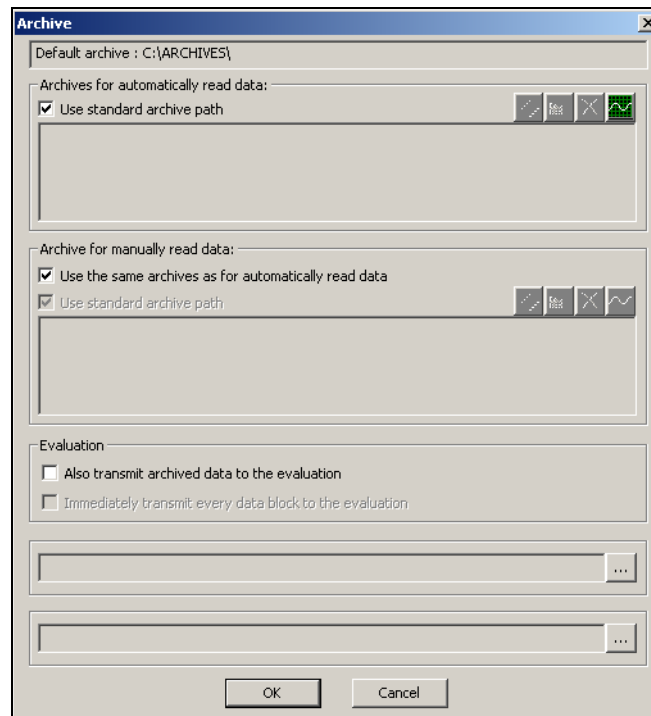 Archive
Default archive : C:\ARCHIVES\
Archives for automatically read data:
Use standard archive path
Archive for manually read data:
Use the same archives as for automatically read data
Use standard archive path
Evaluation
Also transmit archived data to the evaluation
Immediately transmit every data block to the evaluation
...
...
OK Cancel